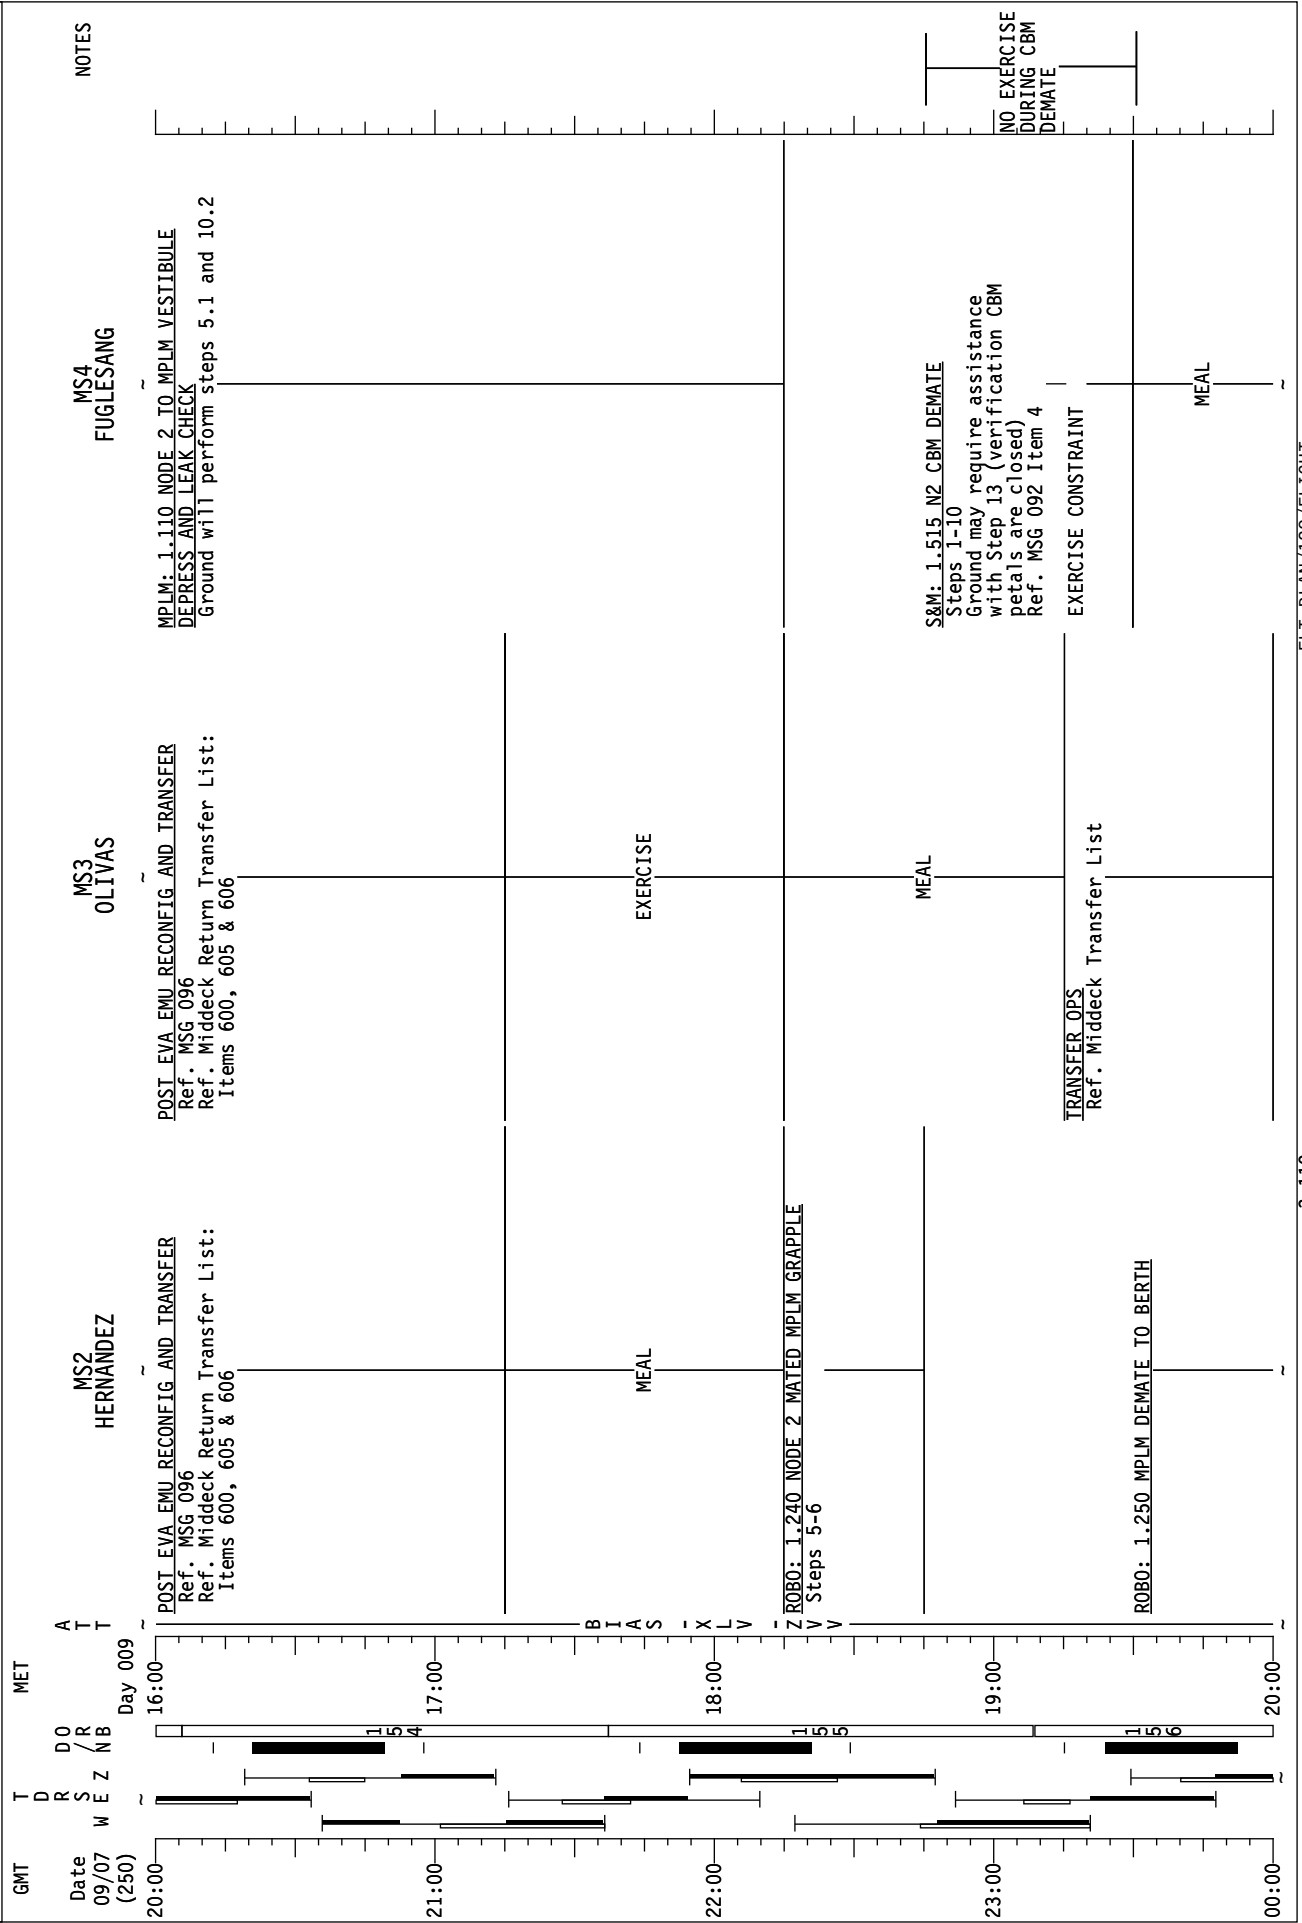 GMT
MET
NOTES
Date
09/07
(250)
T
D
R
S
W E Z
D O
/ R
N B
Day 009
A
T
T
MS2
HERNANDEZ
MS3
OLIVAS
MS4
FUGLESANG
~ ~ ~ ~ ~
20:00
21:00
22:00
23:00
00:00
154
155
156
16:00
17:00
18:00
19:00
20:00
BIAS -XLV -ZVV
POST EVA EMU RECONFIG AND TRANSFER
Ref. MSG 096
Ref. Middeck Return Transfer List:
Items 600, 605 & 606
MEAL
ROBO: 1.240 NODE 2 MATED MPLM GRAPPLE
Steps 5-6
ROBO: 1.250 MPLM DEMATE TO BERTH
POST EVA EMU RECONFIG AND TRANSFER
Ref. MSG 096
Ref. Middeck Return Transfer List:
Items 600, 605 & 606
EXERCISE
MEAL
TRANSFER OPS
Ref. Middeck Transfer List
MPLM: 1.110 NODE 2 TO MPLM VESTIBULE
DEPRESS AND LEAK CHECK
Ground will perform steps 5.1 and 10.2
S&M: 1.515 N2 CBM DEMATE
Steps 1-10
Ground may require assistance
with Step 13 (verification CBM
petals are closed)
Ref. MSG 092 Item 4
EXERCISE CONSTRAINT
MEAL
NO EXERCISE
DURING CBM
DEMATE
~ ~ ~ ~